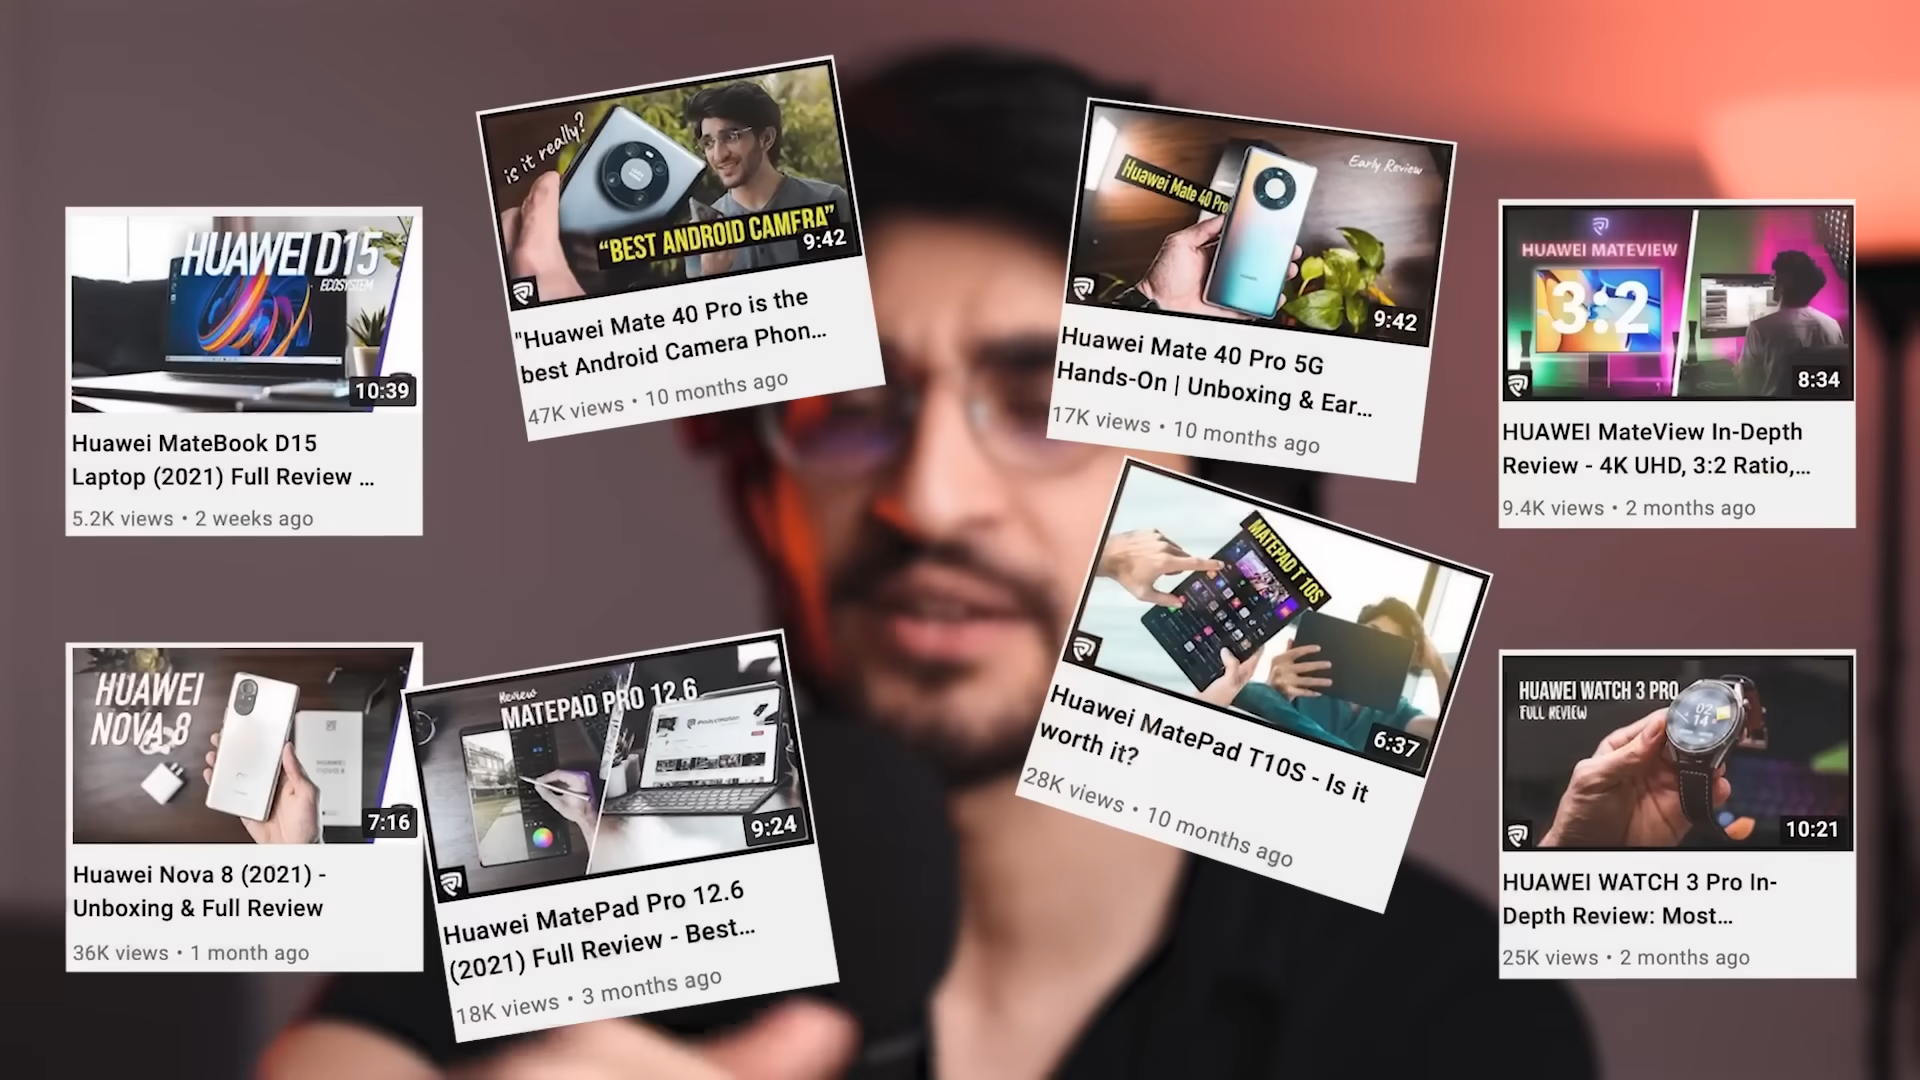 HUAWEI D15
ECOSYSTEM
10:39
Huawei MateBook D15
Laptop (2021) Full Review ...
5.2K views • 2 weeks ago
is it really?
"BEST ANDROID CAMERA"
9:42
"Huawei Mate 40 Pro is the
best Android Camera Phon...
47K views • 10 months ago
Early Review
Huawei Mate 40 Pro
9:42
Huawei Mate 40 Pro 5G
Hands-On | Unboxing & Ear...
17K views • 10 months ago
HUAWEI MATEVIEW
3:2
8:34
HUAWEI MateView In-Depth
Review - 4K UHD, 3:2 Ratio,...
9.4K views • 2 months ago
HUAWEI
NOVA 8
7:16
Huawei Nova 8 (2021) -
Unboxing & Full Review
36K views • 1 month ago
Review
MATEPAD PRO 12.6
9:24
Huawei MatePad Pro 12.6
(2021) Full Review - Best...
18K views • 3 months ago
MATEPAD T 10S
6:37
Huawei MatePad T10S - Is it
worth it?
28K views • 10 months ago
HUAWEI WATCH 3 PRO
FULL REVIEW
02
14
10:21
HUAWEI WATCH 3 Pro In-
Depth Review: Most...
25K views • 2 months ago